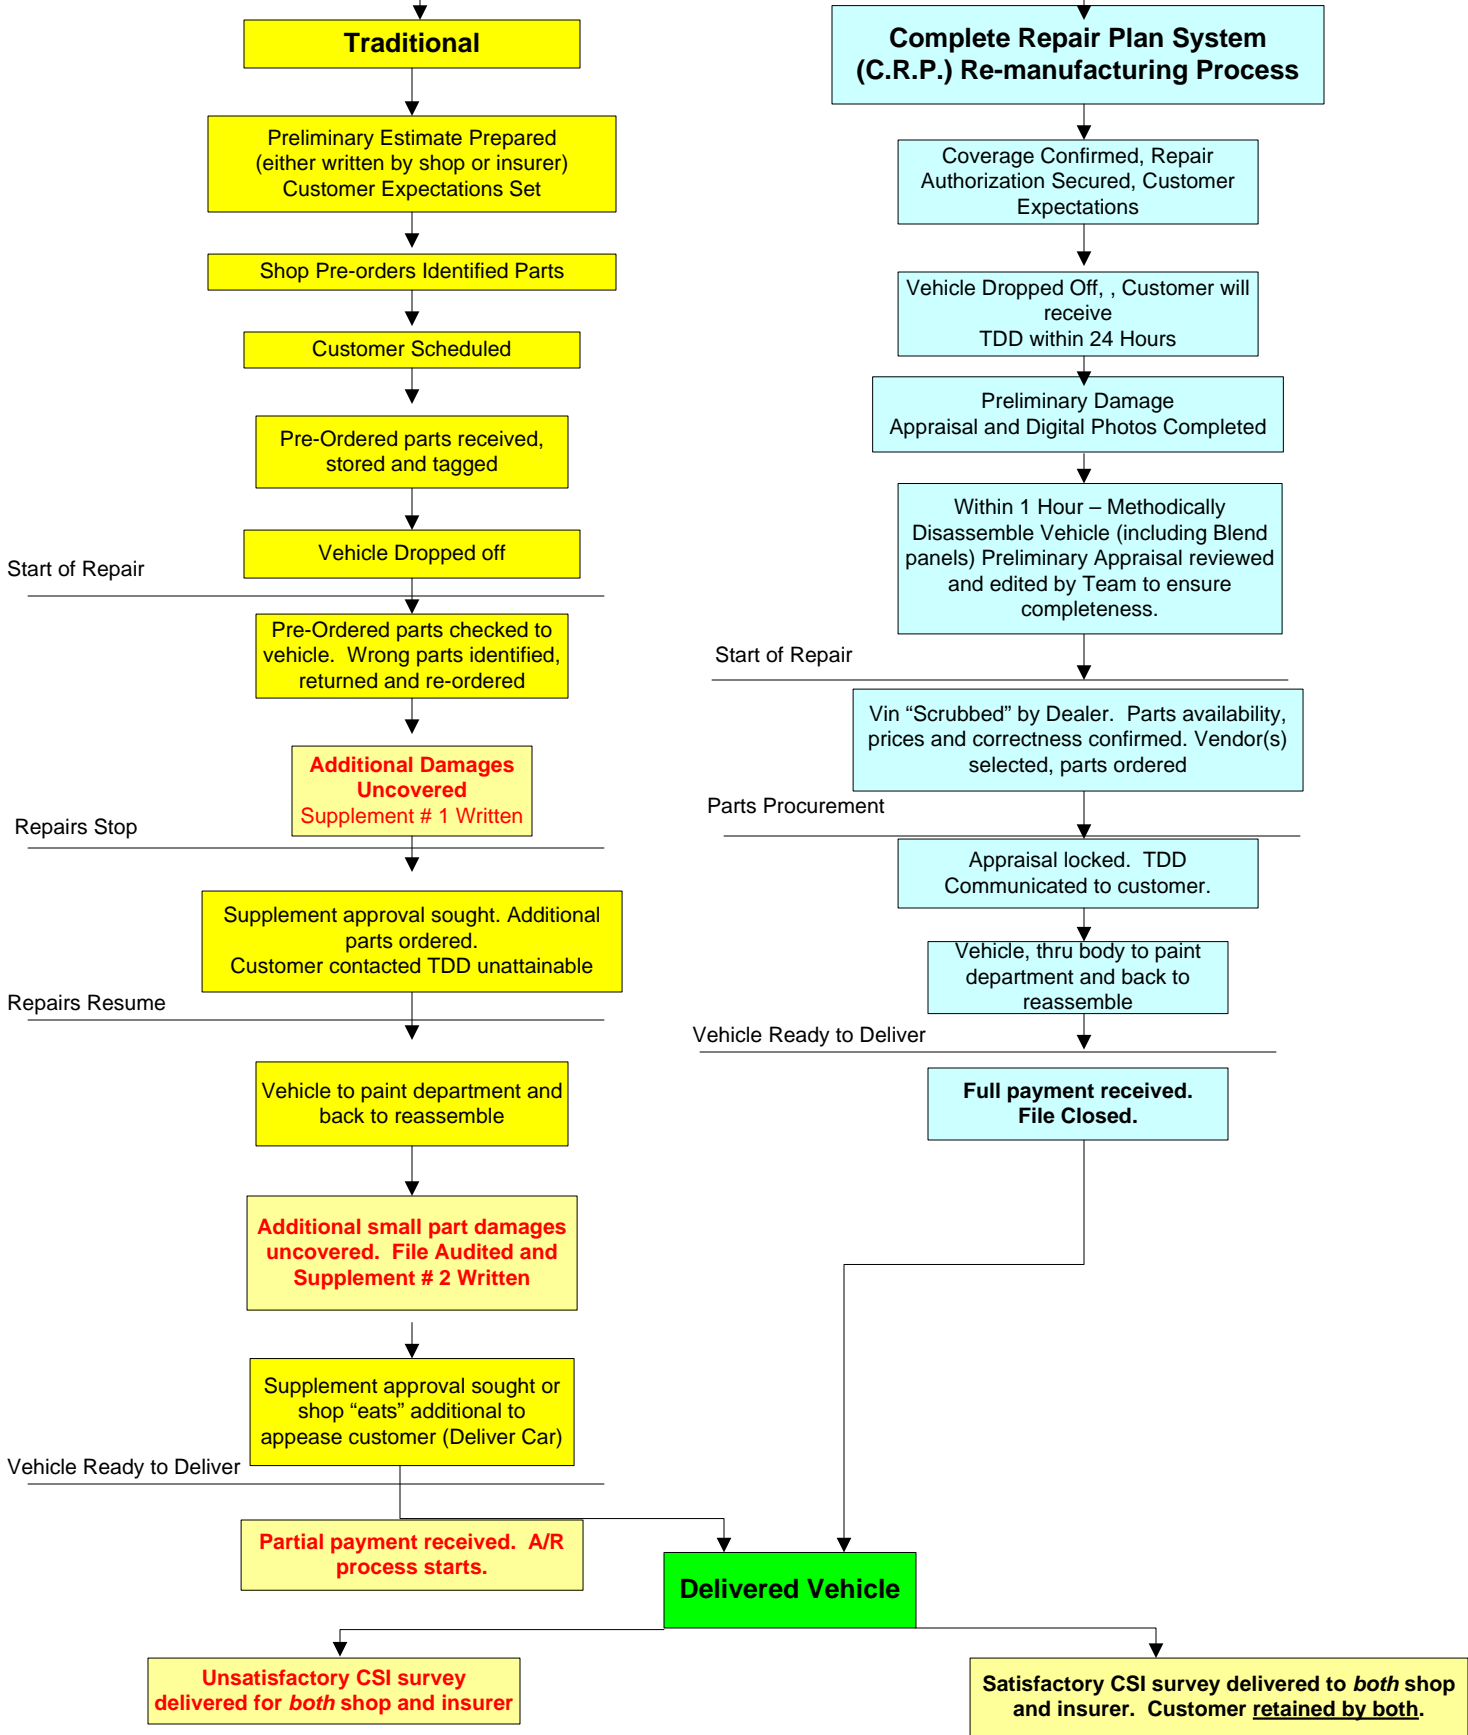 Traditional
Preliminary Estimate Prepared
(either written by shop or insurer)
Customer Expectations Set
Shop Pre-orders Identified Parts
Customer Scheduled
Pre-Ordered parts received,
stored and tagged
Vehicle Dropped off
Start of Repair
Pre-Ordered parts checked to
vehicle.  Wrong parts identified,
returned and re-ordered
Additional Damages
Uncovered
Supplement # 1 Written
Repairs Stop
Supplement approval sought. Additional
parts ordered.
Customer contacted TDD unattainable
Repairs Resume
Vehicle to paint department and
back to reassemble
Additional small part damages
uncovered.  File Audited and
Supplement # 2 Written
Supplement approval sought or
shop “eats” additional to
appease customer (Deliver Car)
Vehicle Ready to Deliver
Partial payment received.  A/R
process starts.
Complete Repair Plan System
(C.R.P.) Re-manufacturing Process
Coverage Confirmed, Repair
Authorization Secured, Customer
Expectations
Vehicle Dropped Off, , Customer will
receive
TDD within 24 Hours
Preliminary Damage
Appraisal and Digital Photos Completed
Within 1 Hour – Methodically
Disassemble Vehicle (including Blend
panels) Preliminary Appraisal reviewed
and edited by Team to ensure
completeness.
Start of Repair
Vin “Scrubbed” by Dealer.  Parts availability,
prices and correctness confirmed. Vendor(s)
selected, parts ordered
Parts Procurement
Appraisal locked.  TDD
Communicated to customer.
Vehicle, thru body to paint
department and back to
reassemble
Vehicle Ready to Deliver
Full payment received.
File Closed.
Delivered Vehicle
Unsatisfactory CSI survey
delivered for both shop and insurer
Satisfactory CSI survey delivered to both shop
and insurer.  Customer retained by both.